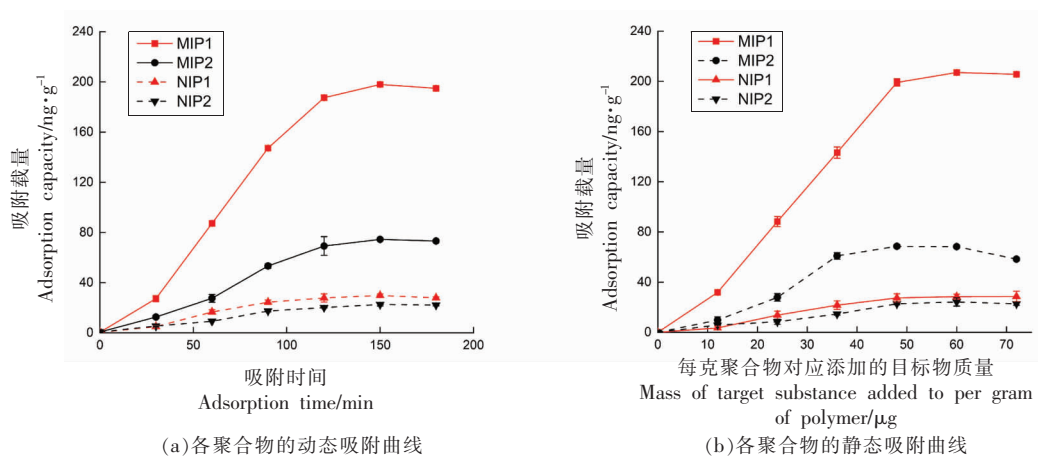 240
200
160
120
80
40
0
MIP1
MIP2
NIP1
NIP2
吸附载量
Adsorption capacity/ng·g⁻¹
0 50 100 150 200
吸附时间
Adsorption time/min
(a)各聚合物的动态吸附曲线
240
200
160
120
80
40
0
MIP1
MIP2
NIP1
NIP2
吸附载量
Adsorption capacity/ng·g⁻¹
0 10 20 30 40 50 60 70
每克聚合物对应添加的目标物质量
Mass of target substance added to per gram
of polymer/μg
(b)各聚合物的静态吸附曲线